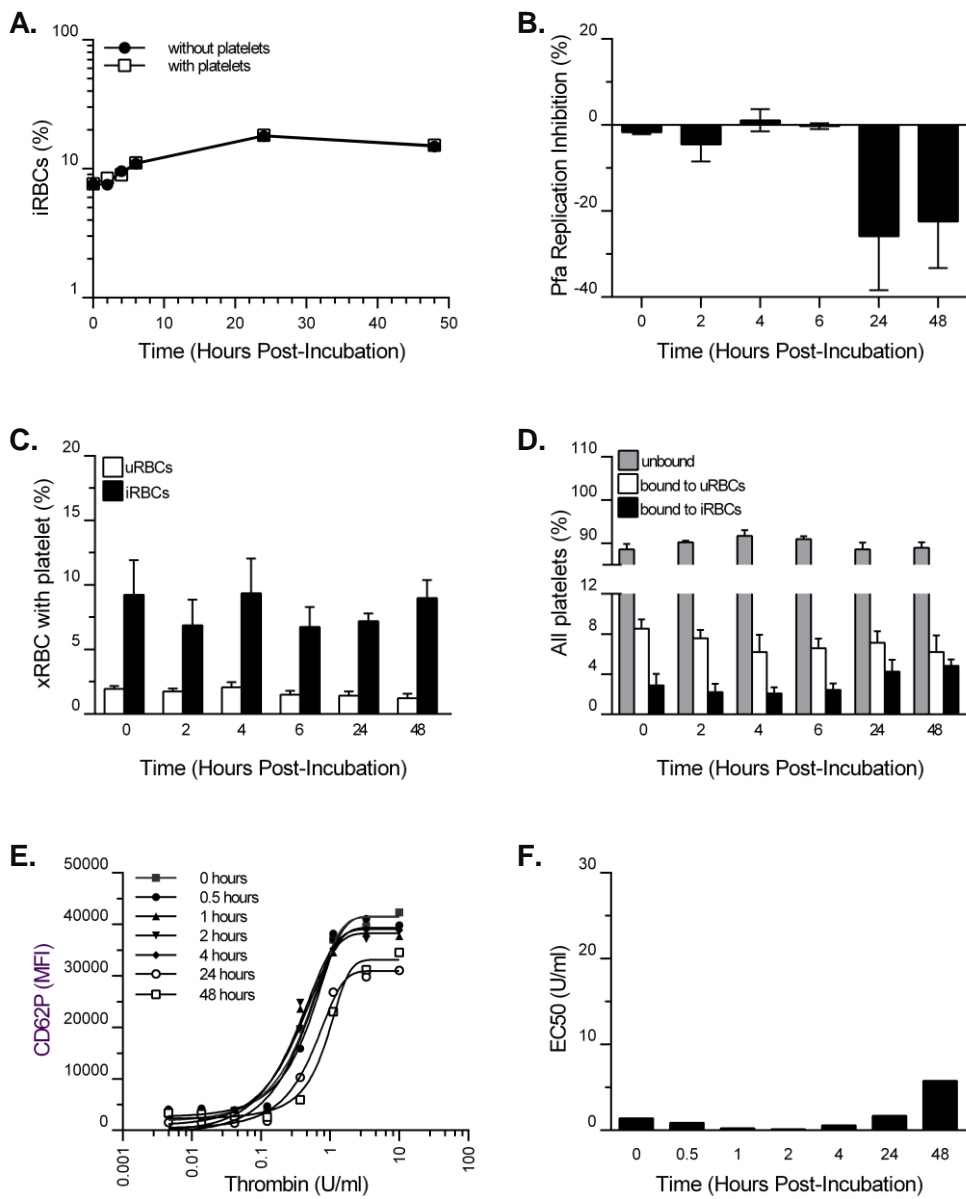 A.
100
10
1
iRBCs (%)
without platelets
with platelets
0 10 20 30 40 50
Time (Hours Post-Incubation)
B.
20
0
-20
-40
Pfa Replication Inhibition (%)
0 2 4 6 24 48
Time (Hours Post-Incubation)
C.
20
15
10
5
0
xRBC with platelet (%)
uRBCs
iRBCs
0 2 4 6 24 48
Time (Hours Post-Incubation)
D.
110
100
90
12
8
4
0
All platelets (%)
unbound
bound to uRBCs
bound to iRBCs
0 2 4 6 24 48
Time (Hours Post-Incubation)
E.
50000
40000
30000
20000
10000
0
CD62P (MFI)
0 hours
0.5 hours
1 hours
2 hours
4 hours
24 hours
48 hours
0.001 0.01 0.1 1 10 100
Thrombin (U/ml)
F.
30
20
10
0
EC50 (U/ml)
0 0.5 1 2 4 24 48
Time (Hours Post-Incubation)